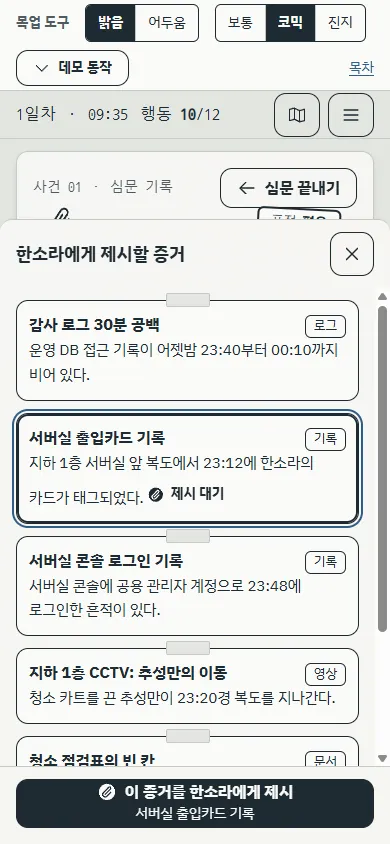 목업 도구
밝음
어두움
보통
코믹
진지
데모 동작
목차
1일차 · 09:35 행동 10/12
사건 01 · 심문 기록
심문 끝내기
한소라에게 제시할 증거
감사 로그 30분 공백
로그
운영 DB 접근 기록이 어젯밤 23:40부터 00:10까지
비어 있다.
서버실 출입카드 기록
기록
지하 1층 서버실 앞 복도에서 23:12에 한소라의
카드가 태그되었다. 제시 대기
서버실 콘솔 로그인 기록
기록
서버실 콘솔에 공용 관리자 계정으로 23:48에
로그인한 흔적이 있다.
지하 1층 CCTV: 추성만의 이동
영상
청소 카트를 끈 추성만이 23:20경 복도를 지나간다.
청소 점검표의 빈 칸
문서
이 증거를 한소라에게 제시
서버실 출입카드 기록